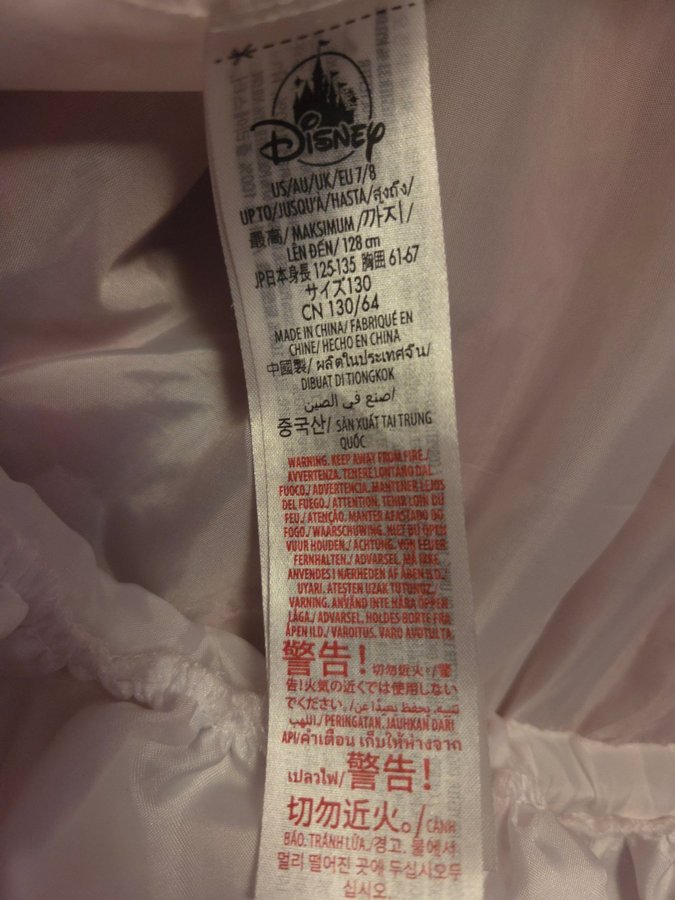 Disney
US/AU/UK/EU 7/8
UP TO/JUSQU'À/HASTA/สูงถึง/
最高/ MAKSIMUM /까지/
LÊN ĐẾN/ 128 cm
JP日本身長 125-135 胸囲 61-67
サイズ130
CN 130/64
MADE IN CHINA/ FABRIQUÉ EN
CHINE/ HECHO EN CHINA
中國製/ ผลิตในประเทศจีน/
DIBUAT DI TIONGKOK
صنع في الصين/
중국산/ SẢN XUẤT TẠI TRUNG
QUỐC
WARNING. KEEP AWAY FROM FIRE./
AVVERTENZA. TENERE LONTANO DAL
FUOCO./ ADVERTENCIA. MANTENER LEJOS
DEL FUEGO./ ATTENTION. TENIR LOIN DU
FEU./ ATENÇÃO. MANTER AFASTADO DO
FOGO./ WAARSCHUWING. NIET BIJ OPEN
VUUR HOUDEN./ ACHTUNG. VON FEUER
FERNHALTEN./ ADVARSEL. MÅ IKKE
ANVENDES I NÆRHEDEN AF ÅBEN ILD./
UYARI. ATEŞTEN UZAK TUTUNUZ./
VARNING. ANVÄND INTE NÄRA ÖPPEN
LÅGA./ ADVARSEL. HOLDES BORTE FRA
ÅPEN ILD./ VAROITUS. VARO AVOTULTA
警告! 切勿近火。/警
告!火気の近くでは使用しない
でください。/تنبيه. يحفظ بعيدًا عن
اللهب./ PERINGATAN. JAUHKAN DARI
API/คำเตือน เก็บให้ห่างจาก
เปลวไฟ/ 警告!
切勿近火。/ CẢNH
BÁO. TRÁNH LỬA./ 경고. 불에서
멀리 떨어진 곳에 두십시오두
십시오.